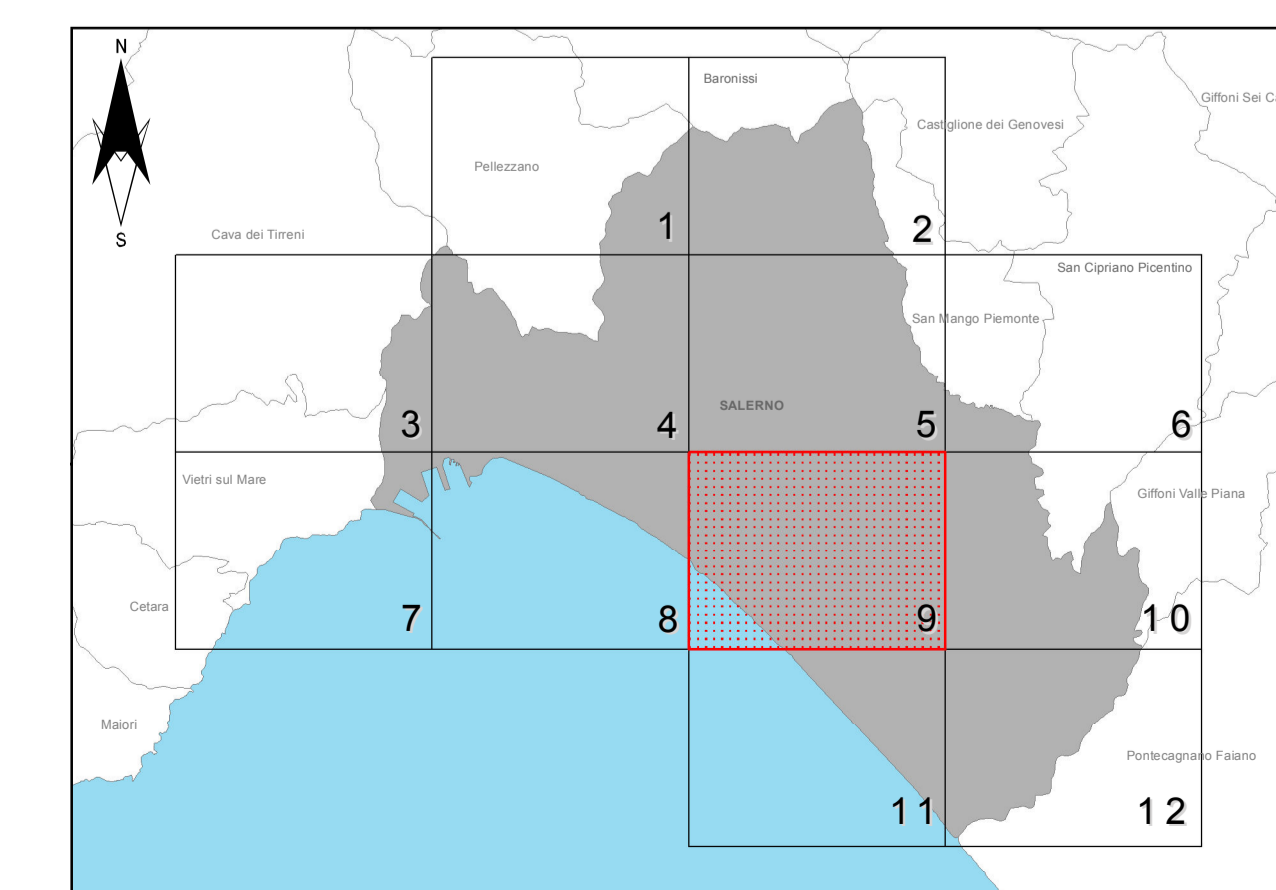 N
S
Baronissi
Giffoni Sei C
Castiglione dei Genovesi
Pellezzano
1
2
Cava dei Tirreni
San Cipriano Picentino
San Mango Piemonte
SALERNO
3
4
5
6
Vietri sul Mare
Giffoni Valle Piana
Cetara
7
8
9
10
Maiori
Pontecagnano Faiano
11
12